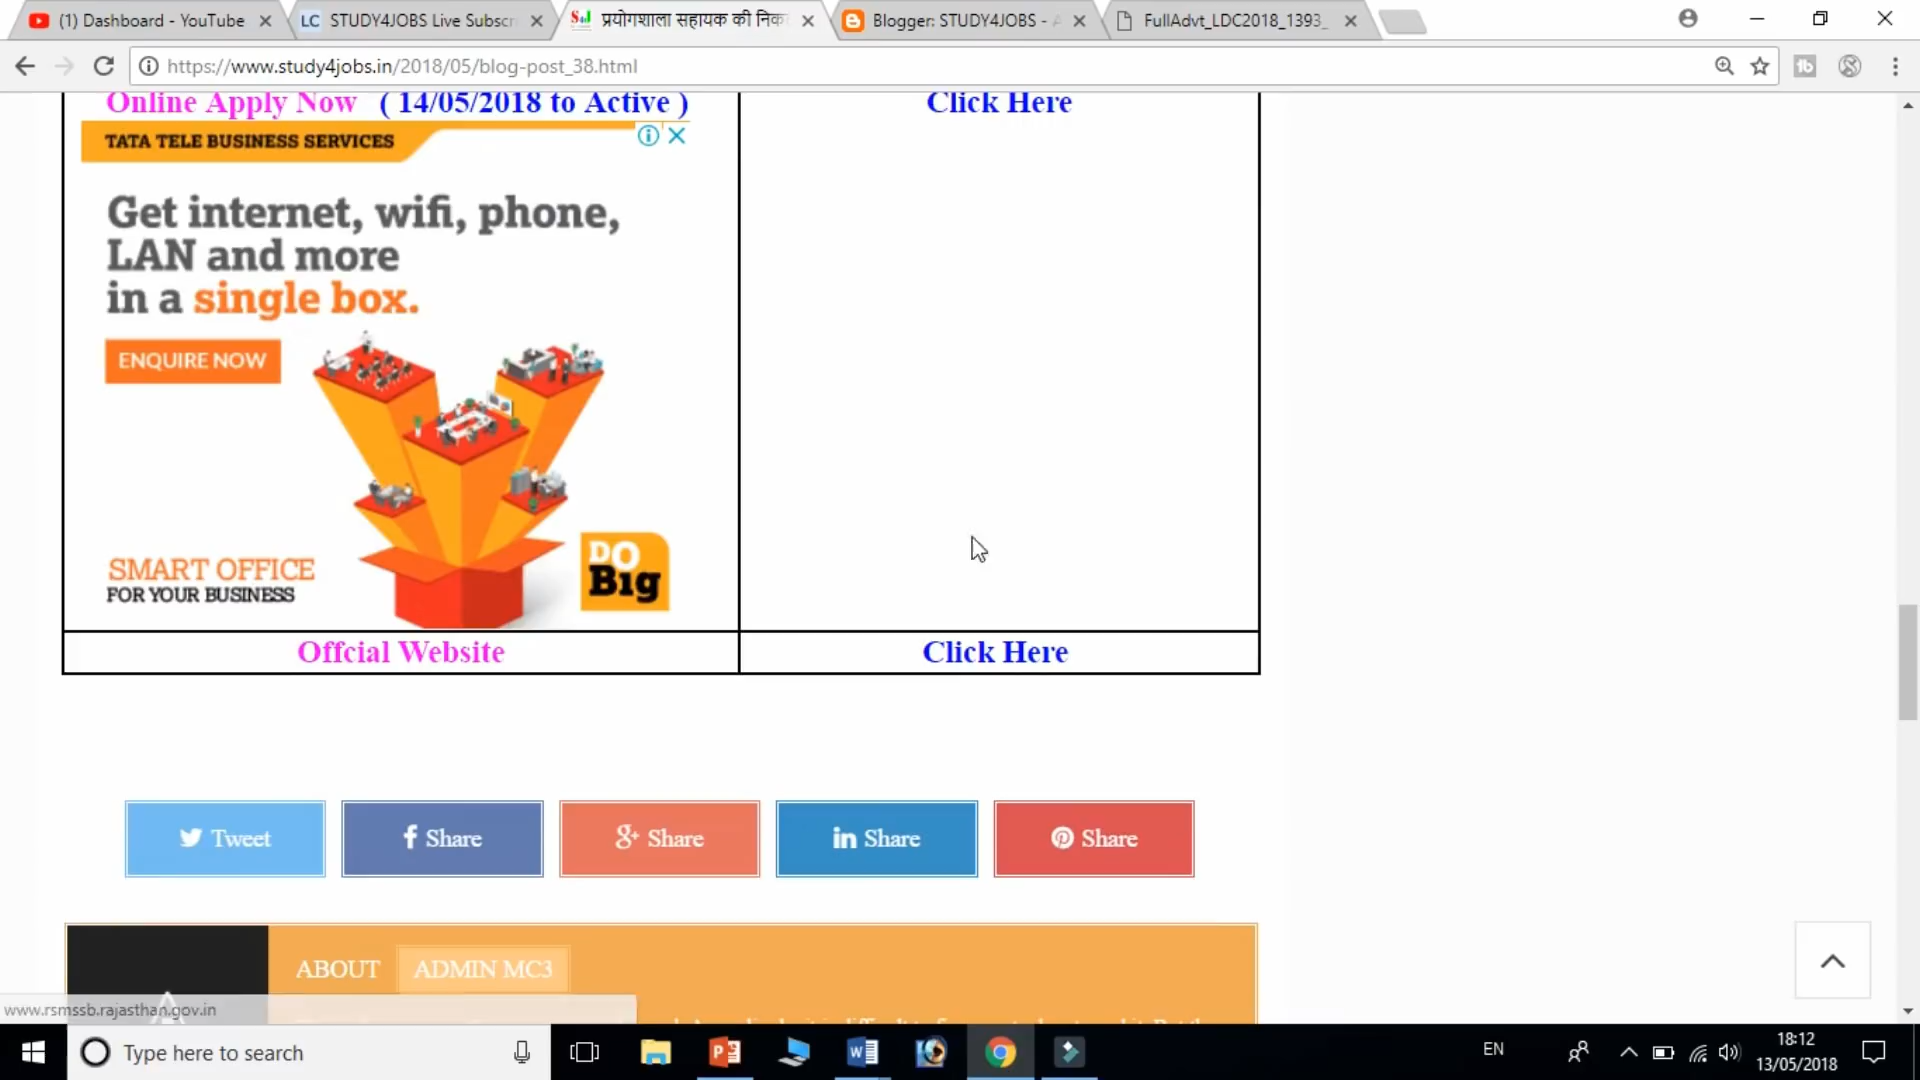 (1) Dashboard - YouTube
LC STUDY4JOBS Live Subscr
प्रयोगशाला सहायक की निक
Blogger: STUDY4JOBS - A
FullAdvt_LDC2018_1393_
https://www.study4jobs.in/2018/05/blog-post_38.html
Online Apply Now ( 14/05/2018 to Active )
Click Here
TATA TELE BUSINESS SERVICES
Get internet, wifi, phone,
LAN and more
in a single box.
ENQUIRE NOW
SMART OFFICE
FOR YOUR BUSINESS
DO
Big
Offcial Website
Click Here
Tweet
f Share
g+ Share
in Share
Share
ABOUT ADMIN MC3
www.rsmssb.rajasthan.gov.in
Type here to search
EN
18:12
13/05/2018